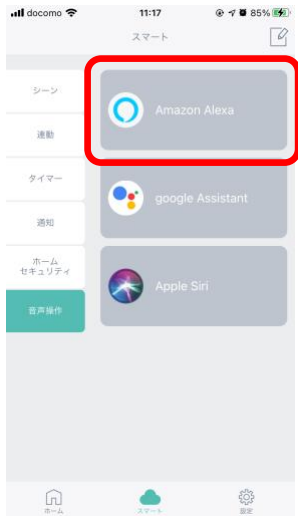 docomo 11:17 85%
スマート
シーン
連動
タイマー
通知
ホーム
セキュリティ
音声操作
Amazon Alexa
google Assistant
Apple Siri
ホーム スマート 設定